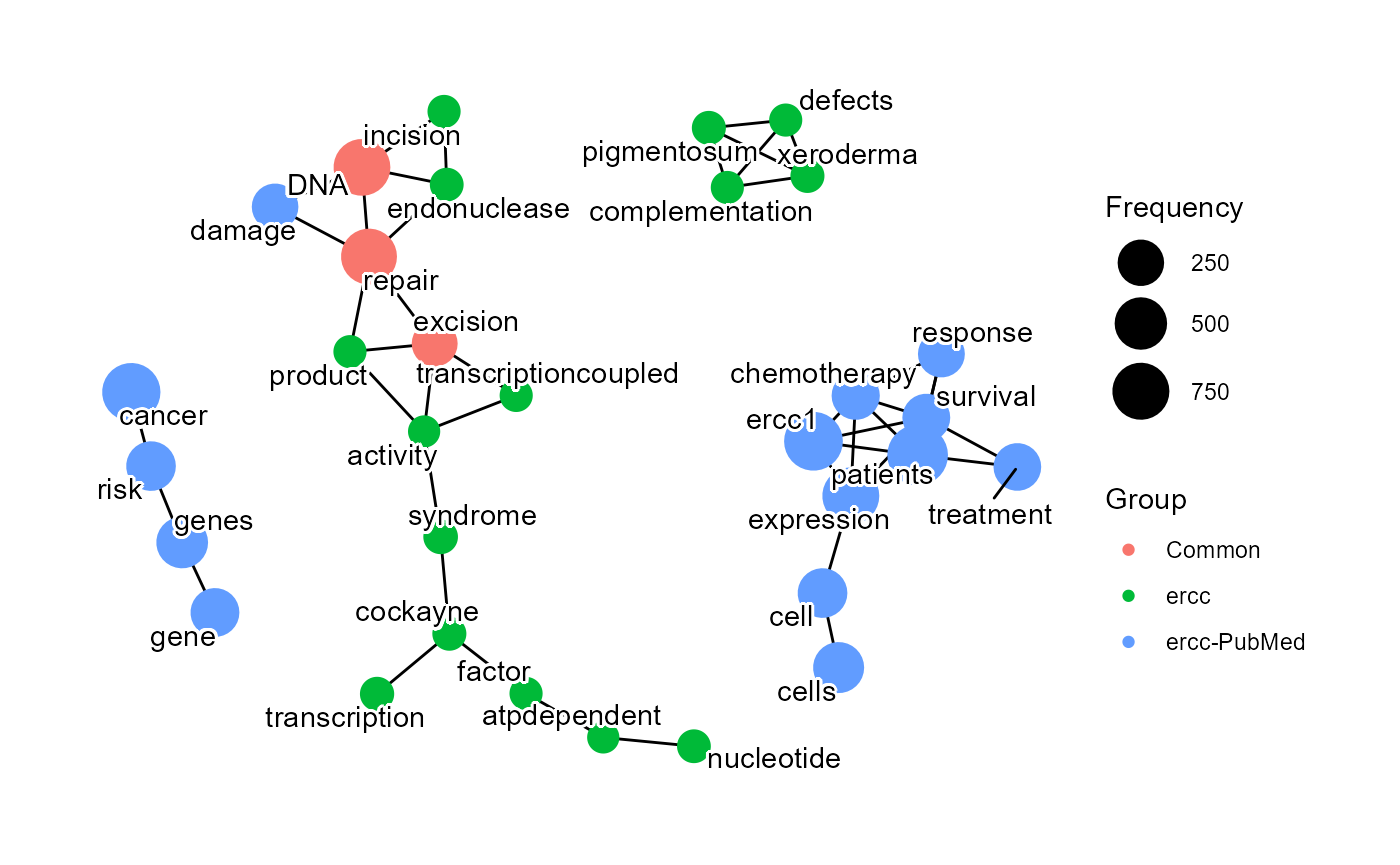 defects
incision
pigmentosum
xeroderma
DNA
endonuclease
complementation
damage
repair
excision
product
transcriptioncoupled
activity
syndrome
cockayne
factor
transcription
atpdependent
nucleotide
cancer
risk
genes
gene
response
chemotherapy
survival
ercc1
patients
expression
treatment
cell
cells
Frequency
250
500
750
Group
Common
ercc
ercc-PubMed